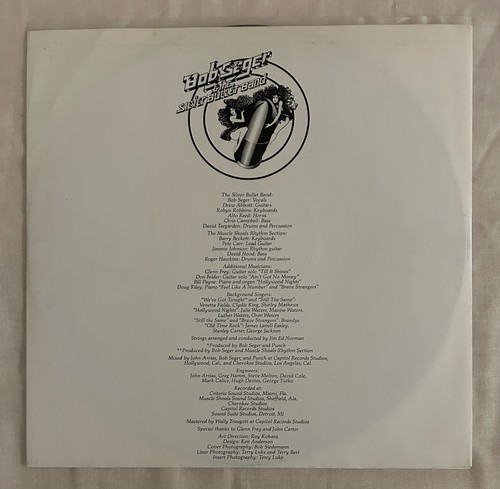 Bob Seger
& The
Silver Bullet Band
The Silver Bullet Band:
Bob Seger: Vocals
Drew Abbott: Guitars
Robyn Robbins: Keyboards
Alto Reed: Horns
Chris Campbell: Bass
David Teegarden: Drums and Percussion
The Muscle Shoals Rhythm Section:
Barry Beckett: Keyboards
Pete Carr: Lead Guitar
Jimmie Johnson: Rhythm guitar
David Hood: Bass
Roger Hawkins: Drums and Percussion
Additional Musicians:
Glenn Frey: Guitar solo "Till It Shines"
Don Felder: Guitar solo "Ain't Got No Money"
Bill Payne: Piano and organ "Hollywood Nights"
Doug Riley: Piano "Feel Like A Number" and "Brave Strangers"
Background Singers:
"We've Got Tonight" and "Still The Same":
Venetta Fields, Clydie King, Shirley Mathews
"Hollywood Nights": Julia Waters, Maxine Waters,
Luther Waters, Oren Waters
"Still the Same" and "Brave Strangers": Brandye
"Old Time Rock": James Lavell Easley,
Stanley Carter, George Jackson
Strings arranged and conducted by Jim Ed Norman
*Produced by Bob Seger and Punch
**Produced by Bob Seger and Muscle Shoals Rhythm Section
Mixed by John Arrias, Bob Seger, and Punch at Capitol Records Studios,
Hollywood, Cal., and Cherokee Studios, Los Angeles, Cal.
Engineers:
John Arrias, Greg Hamm, Steve Melton, David Cole,
Mark Calice, Hugh Davies, George Tutko
Recorded at:
Criteria Sound Studios, Miami, Fla.
Muscle Shoals Sound Studios, Sheffield, Ala.
Cherokee Studios
Capitol Records Studios
Sound Suite Studios, Detroit, MI
Mastered by Wally Traugott at Capitol Records Studios
Special thanks to Glenn Frey and John Carter
Art Direction: Roy Kohara
Design: Ken Anderson
Cover Photography: Bob Seidemann
Liner Photography: Terry Luke and Terry Bert
Insert Photography: Terry Luke